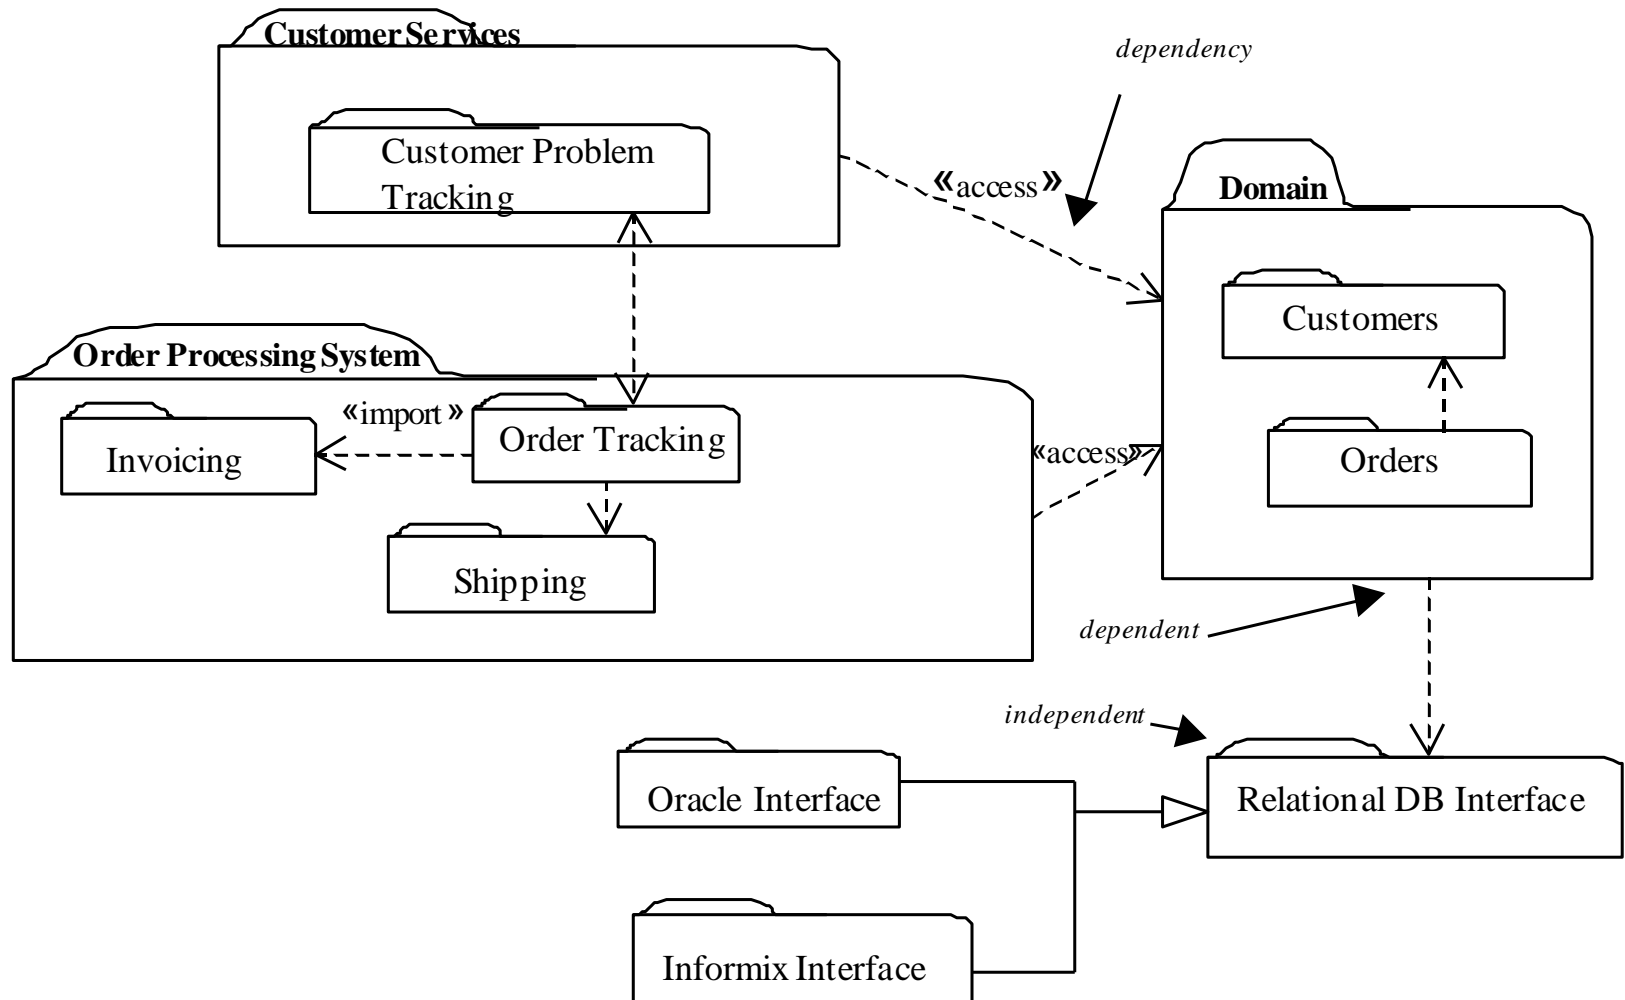 Customer Services
dependency
Customer Problem
Tracking
«access»
Domain
Customers
Order Processing System
«import»
Order Tracking
Invoicing
«access»
Orders
Shipping
dependent
independent
Oracle Interface
Relational DB Interface
Informix Interface